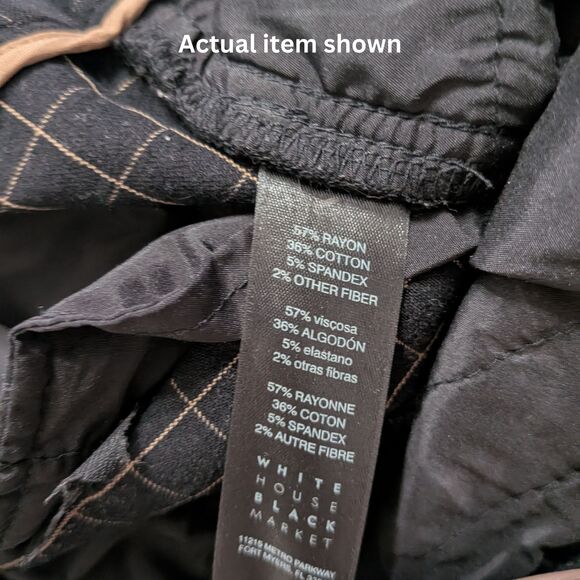 Actual item shown
57% RAYON
36% COTTON
5% SPANDEX
2% OTHER FIBER
57% viscosa
36% ALGODÓN
5% elastano
2% otras fibras
57% RAYONNE
36% COTON
5% SPANDEX
2% AUTRE FIBRE
WHITE
HOUSE
BLACK
MARKET
11215 METRO PARKWAY
FORT MYERS, FL